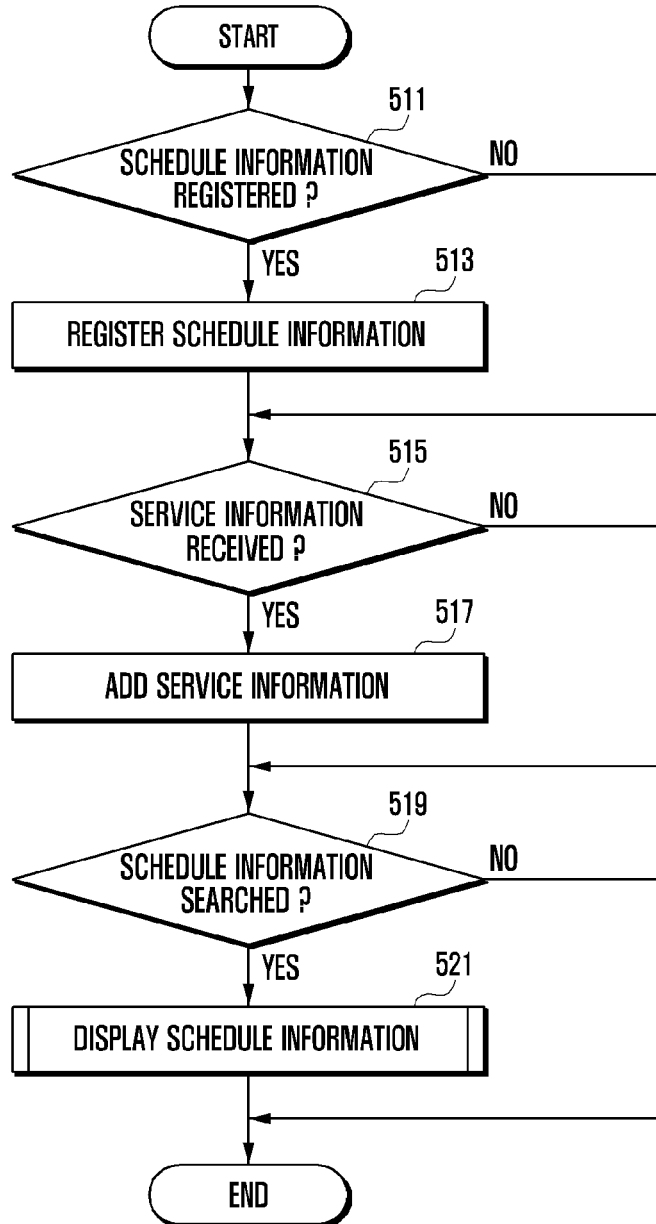 START
511
SCHEDULE INFORMATION
REGISTERED ?
NO
YES
513
REGISTER SCHEDULE INFORMATION
515
SERVICE INFORMATION
RECEIVED ?
NO
YES
517
ADD SERVICE INFORMATION
519
SCHEDULE INFORMATION
SEARCHED ?
NO
YES
521
DISPLAY SCHEDULE INFORMATION
END